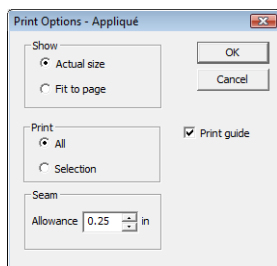 Print Options - Appliqué
Show
Actual size
Fit to page
OK
Cancel
Print
All
Selection
Print guide
Seam
Allowance 0.25 in